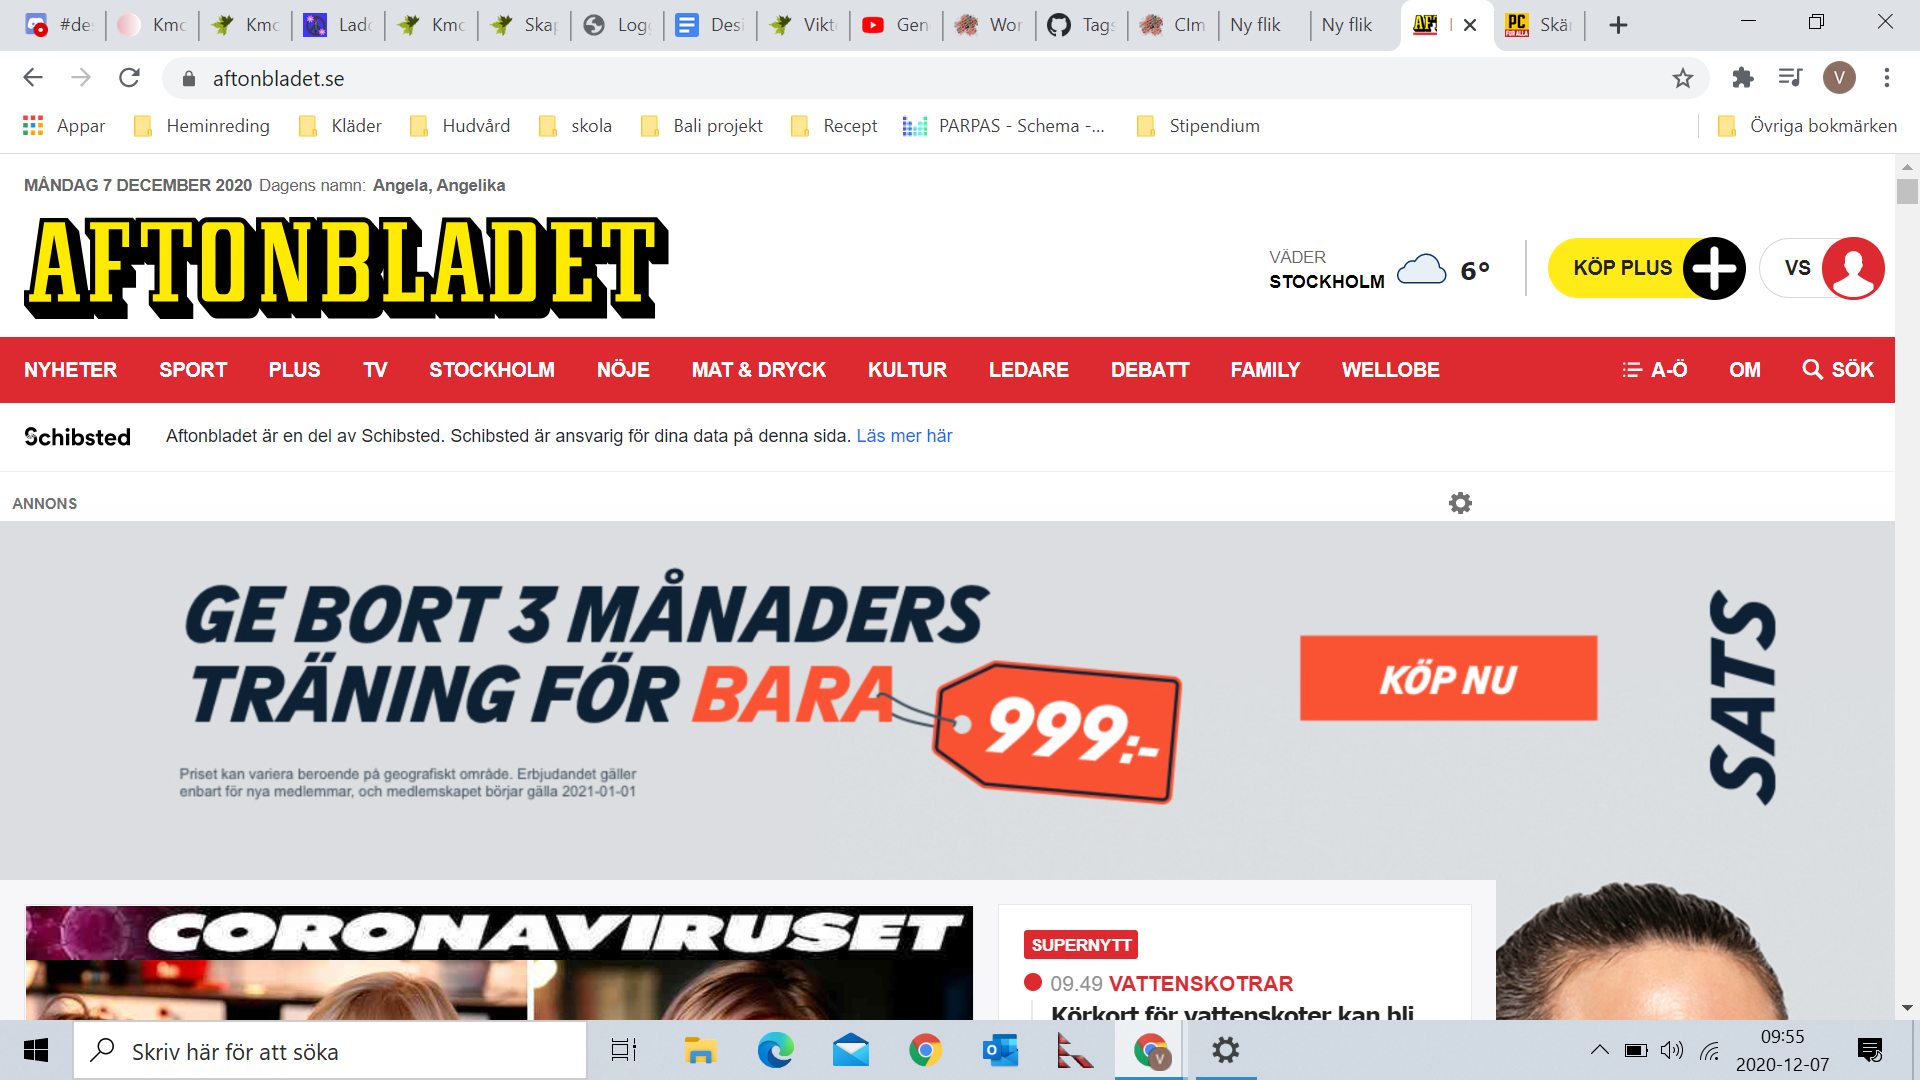 #de
Kmc
Kmc
Lado
Kmc
Skap
Logg
Desi
Vikte
Gen
Wor
Tags
Clm
Ny flik
Ny flik
Skär
aftonbladet.se
V
Appar
Heminreding
Kläder
Hudvård
skola
Bali projekt
Recept
PARPAS - Schema -...
Stipendium
Övriga bokmärken
MÅNDAG 7 DECEMBER 2020 Dagens namn: Angela, Angelika
AFTONBLADET
VÄDER
STOCKHOLM
6°
KÖP PLUS
VS
NYHETER SPORT PLUS TV STOCKHOLM NÖJE MAT & DRYCK KULTUR LEDARE DEBATT FAMILY WELLOBE A-Ö OM SÖK
Schibsted
Aftonbladet är en del av Schibsted. Schibsted är ansvarig för dina data på denna sida. Läs mer här
ANNONS
GE BORT 3 MÅNADERS
TRÄNING FÖR BARA
999:-
KÖP NU
SATS
Priset kan variera beroende på geografiskt område. Erbjudandet gäller
enbart för nya medlemmar, och medlemskapet börjar gälla 2021-01-01
CORONAVIRUSET
SUPERNYTT
09.49 VATTENSKOTRAR
Körkort för vattenskoter kan bli
Skriv här för att söka
09:55
2020-12-07